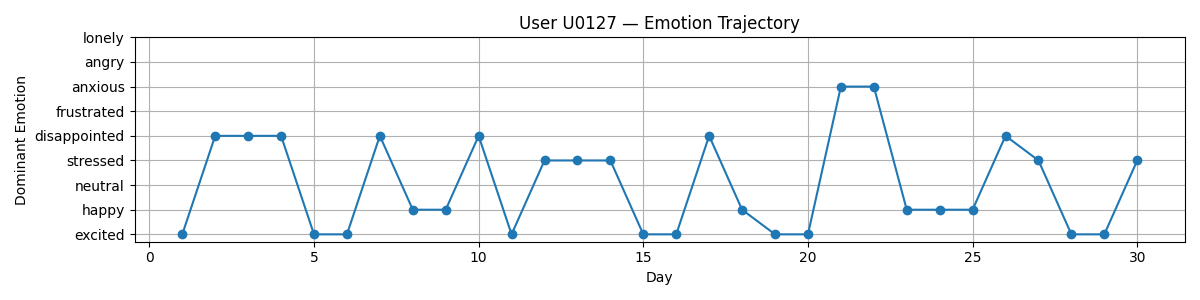 User U0127 — Emotion Trajectory
Dominant Emotion
lonely
angry
anxious
frustrated
disappointed
stressed
neutral
happy
excited
0 5 10 15 20 25 30
Day